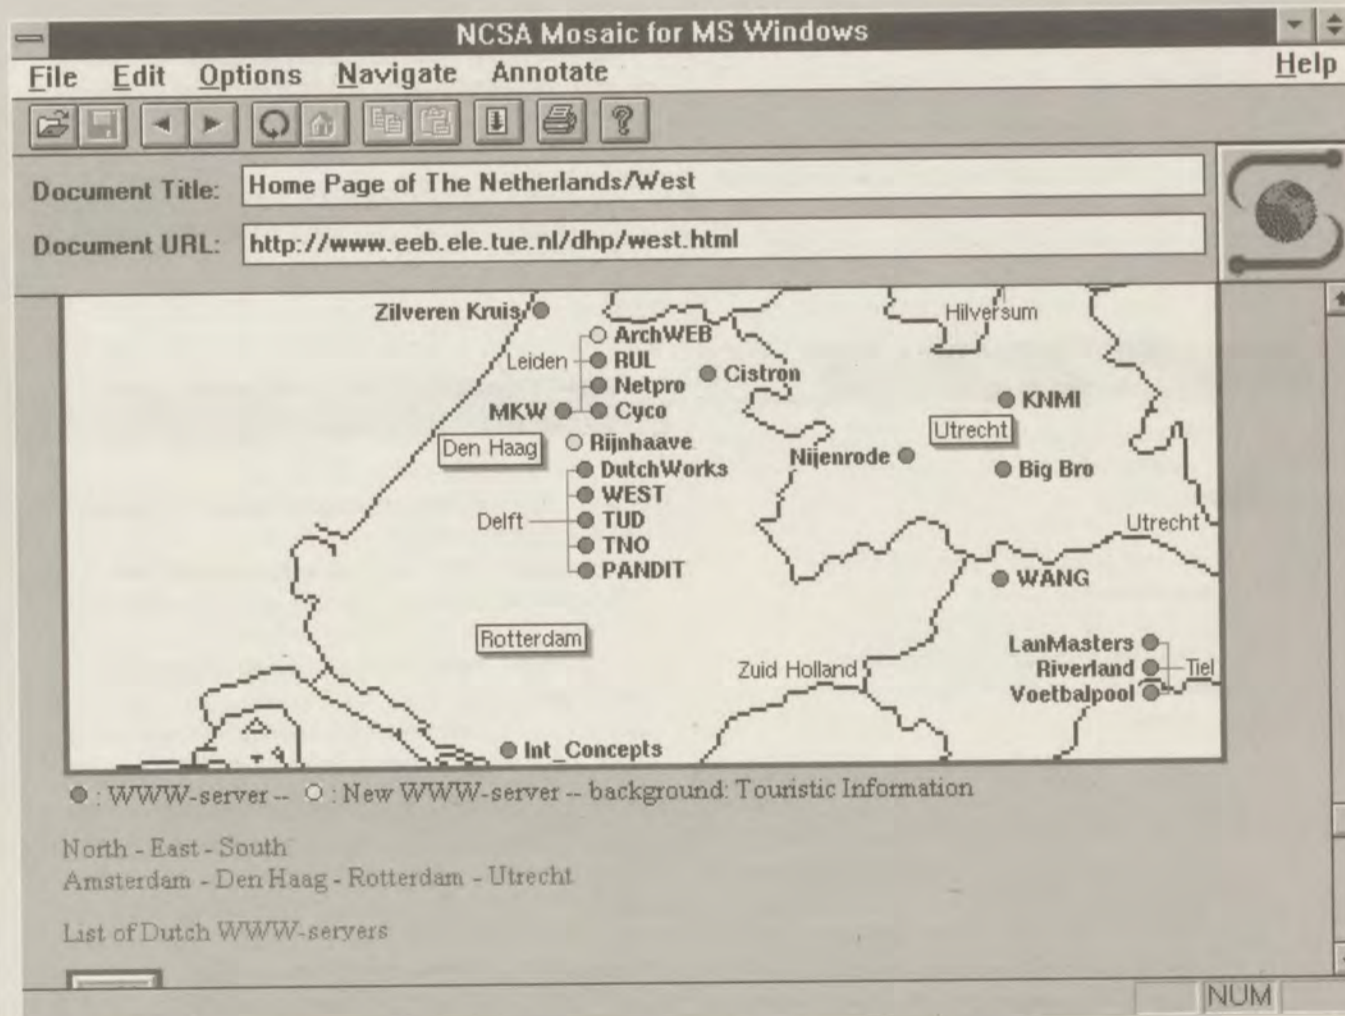 NCSA Mosaic for MS Windows
File Edit Options Navigate Annotate Help
Document Title: Home Page of The Netherlands/West
Document URL: http://www.eeb.ele.tue.nl/dhp/west.html
Zilveren Kruis
Hilversum
ArchWEB
Leiden
RUL
Cistron
Netpro
KNMI
MKW
Cyco
Utrecht
Den Haag
Rijnhaave
Nijenrode
DutchWorks
Big Bro
WEST
Delft
TUD
Utrecht
TNO
PANDIT
WANG
Rotterdam
LanMasters
Zuid Holland
Riverland
Tiel
Voetbalpool
Int_Concepts
: WWW-server -- : New WWW-server -- background: Touristic Information
North - East - South
Amsterdam - Den Haag - Rotterdam - Utrecht
List of Dutch WWW-servers
NUM